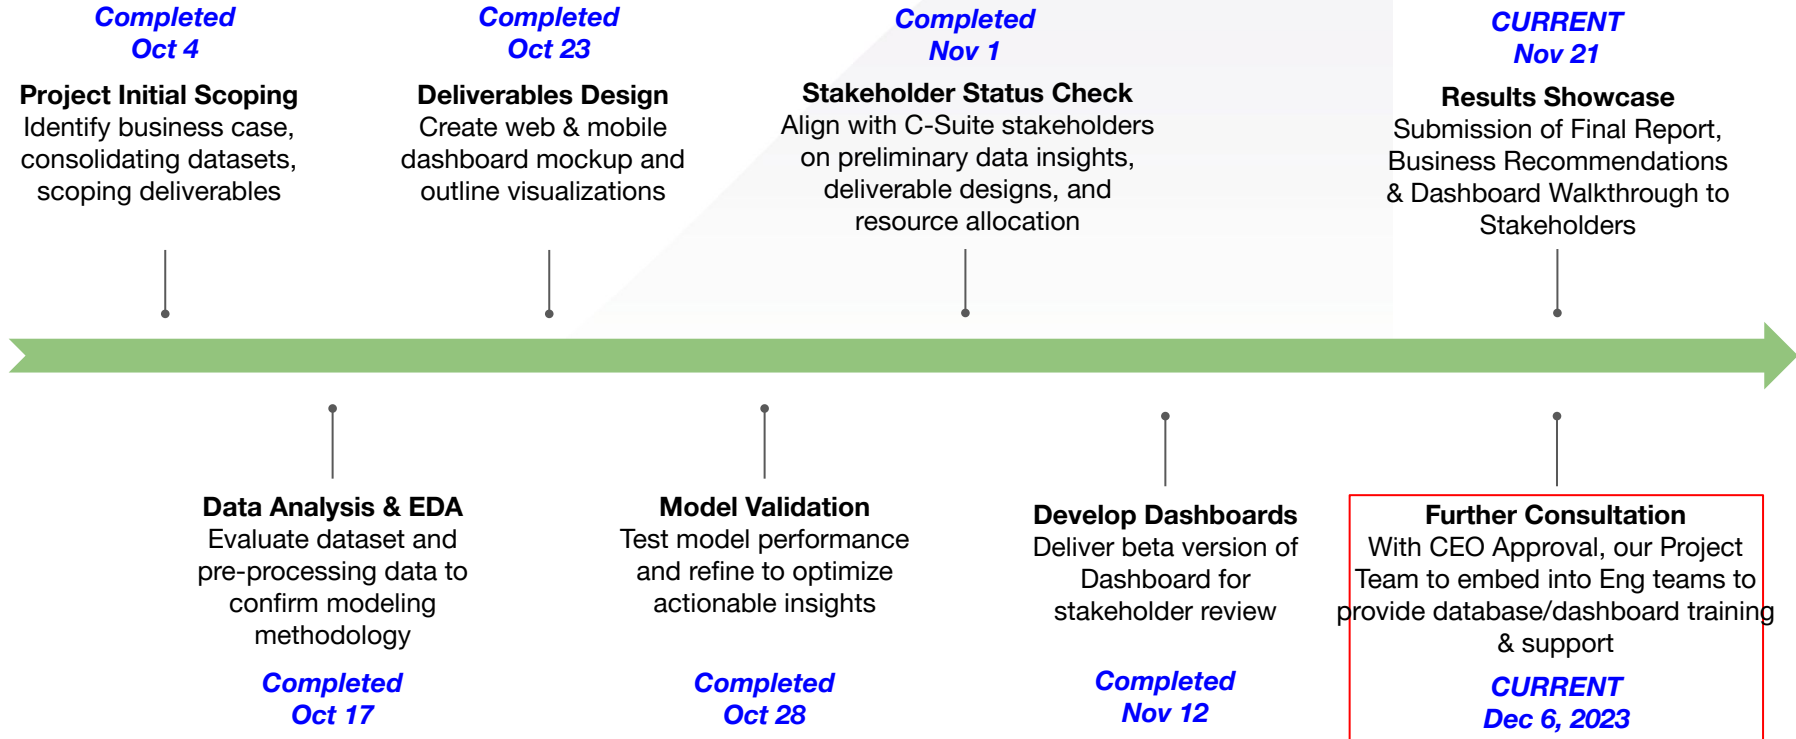 Completed
Oct 4
Project Initial Scoping
Identify business case,
consolidating datasets,
scoping deliverables
Completed
Oct 23
Deliverables Design
Create web & mobile
dashboard mockup and
outline visualizations
Completed
Nov 1
Stakeholder Status Check
Align with C-Suite stakeholders
on preliminary data insights,
deliverable designs, and
resource allocation
CURRENT
Nov 21
Results Showcase
Submission of Final Report,
Business Recommendations
& Dashboard Walkthrough to
Stakeholders
Data Analysis & EDA
Evaluate dataset and
pre-processing data to
confirm modeling
methodology
Completed
Oct 17
Model Validation
Test model performance
and refine to optimize
actionable insights
Completed
Oct 28
Develop Dashboards
Deliver beta version of
Dashboard for
stakeholder review
Completed
Nov 12
Further Consultation
With CEO Approval, our Project
Team to embed into Eng teams to
provide database/dashboard training
& support
CURRENT
Dec 6, 2023